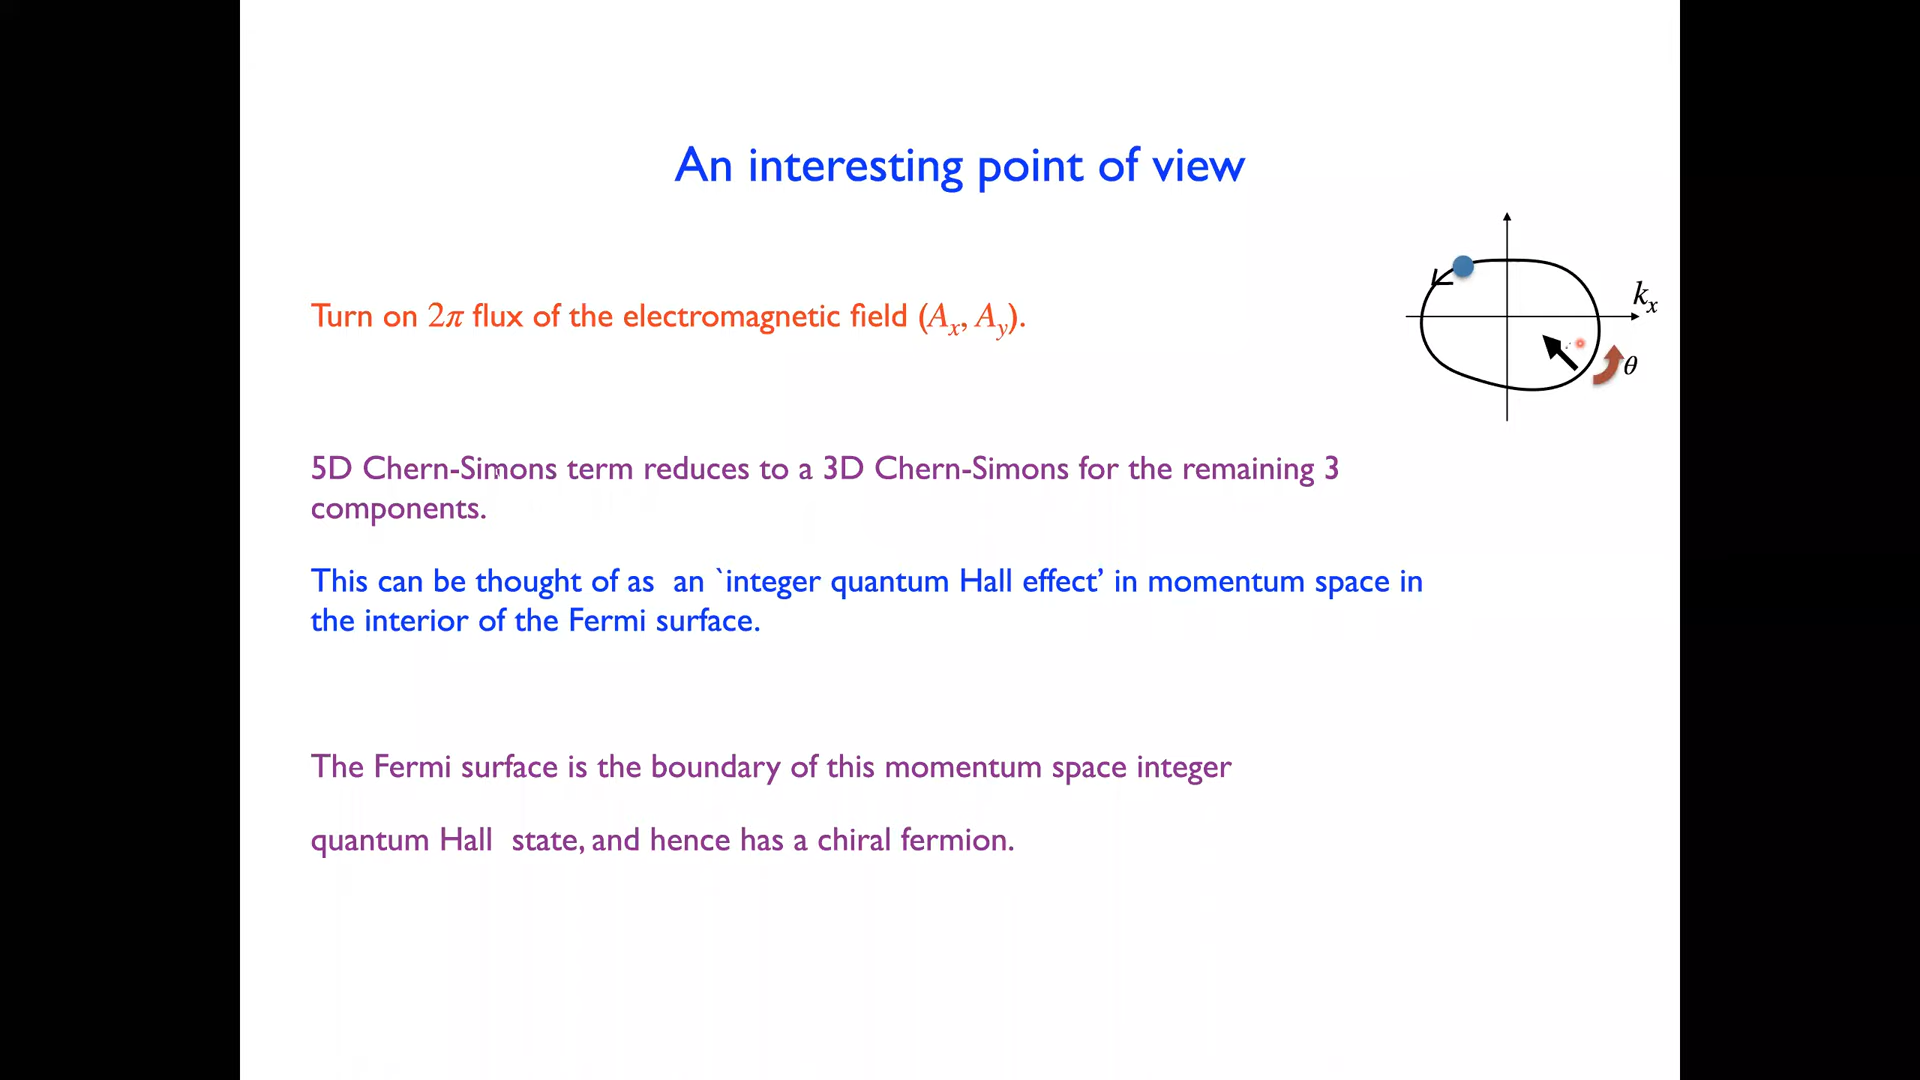 An interesting point of view
Turn on 2π flux of the electromagnetic field (Aₓ, A_y).
kₓ
θ
5D Chern-Simons term reduces to a 3D Chern-Simons for the remaining 3
components.
This can be thought of as an `integer quantum Hall effect’ in momentum space in
the interior of the Fermi surface.
The Fermi surface is the boundary of this momentum space integer
quantum Hall state, and hence has a chiral fermion.